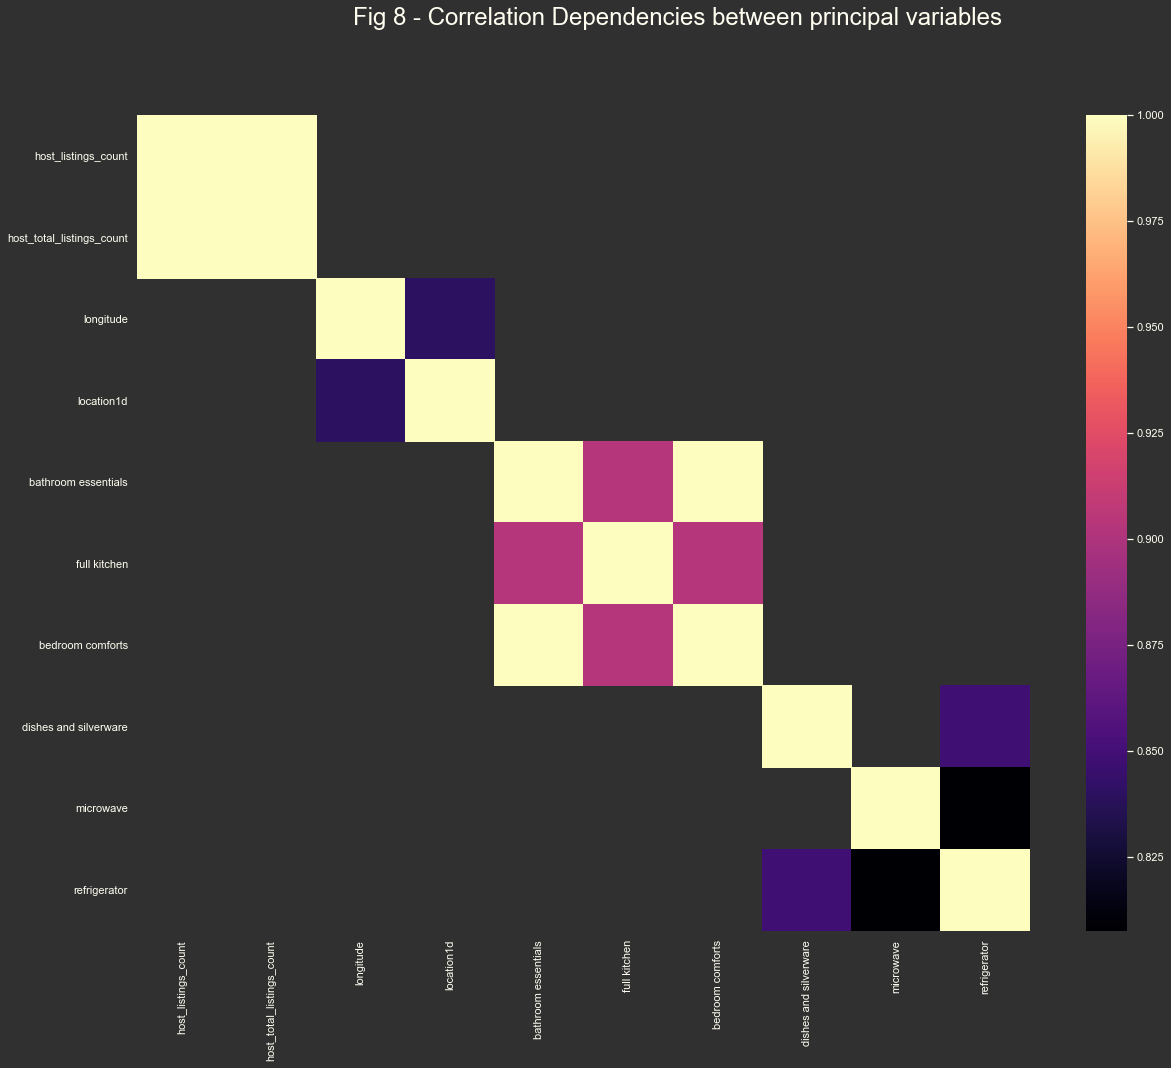 Fig 8 - Correlation Dependencies between principal variables
host_listings_count
host_total_listings_count
longitude
location1d
bathroom essentials
full kitchen
bedroom comforts
dishes and silverware
microwave
refrigerator
host_listings_count
host_total_listings_count
longitude
location1d
bathroom essentials
full kitchen
bedroom comforts
dishes and silverware
microwave
refrigerator
1.000
0.975
0.950
0.925
0.900
0.875
0.850
0.825